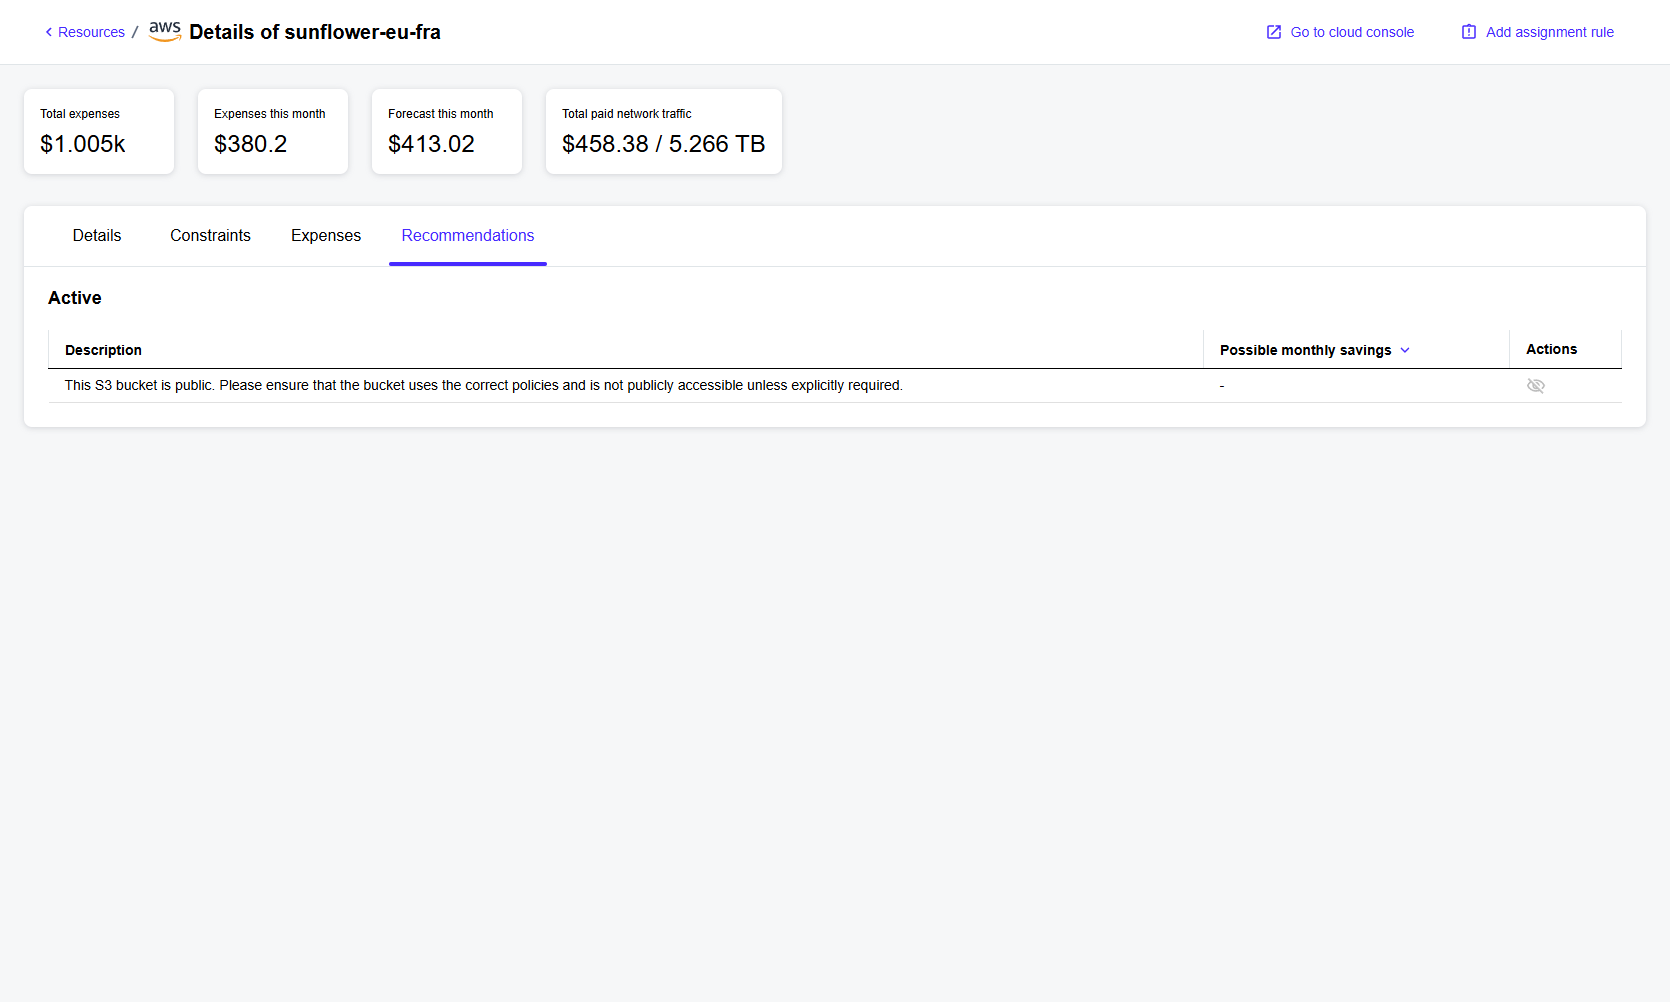 Resources / aws Details of sunflower-eu-fra
Go to cloud console
Add assignment rule
Total expenses
$1.005k
Expenses this month
$380.2
Forecast this month
$413.02
Total paid network traffic
$458.38 / 5.266 TB
Details
Constraints
Expenses
Recommendations
Active
Description
Possible monthly savings
Actions
This S3 bucket is public. Please ensure that the bucket uses the correct policies and is not publicly accessible unless explicitly required.
-